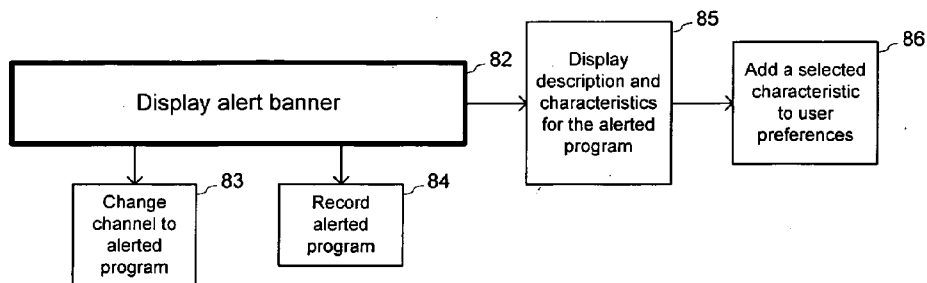 82
Display alert banner
85
Display
description and
characteristics
for the alerted
program
86
Add a selected
characteristic
to user
preferences
83
Change
channel to
alerted
program
84
Record
alerted
program